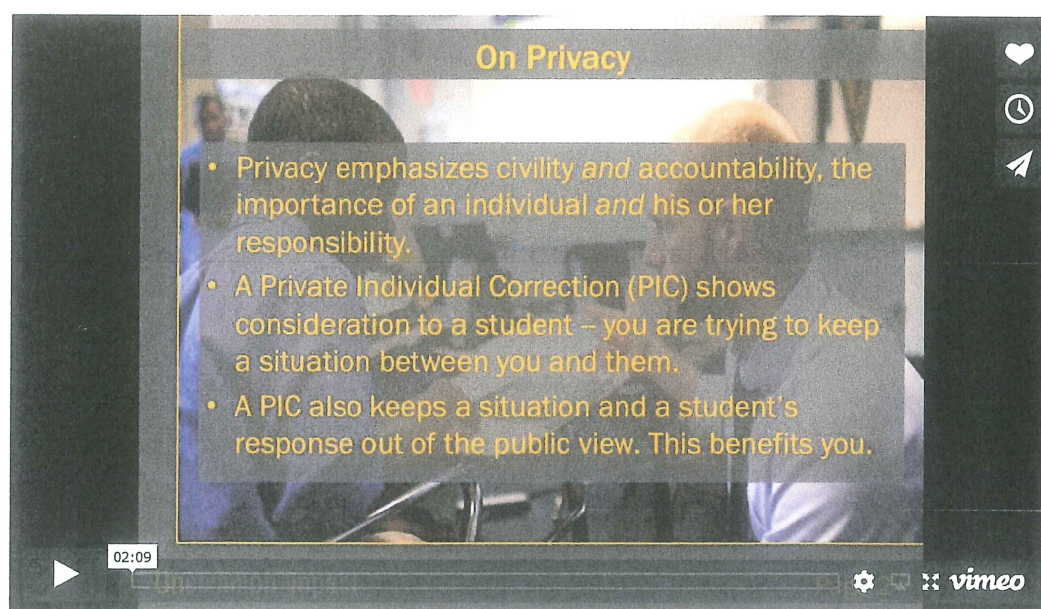 On Privacy
• Privacy emphasizes civility and accountability, the
importance of an individual and his or her
responsibility.
• A Private Individual Correction (PIC) shows
consideration to a student – you are trying to keep
a situation between you and them.
• A PIC also keeps a situation and a student's
response out of the public view. This benefits you.
02:09
vimeo